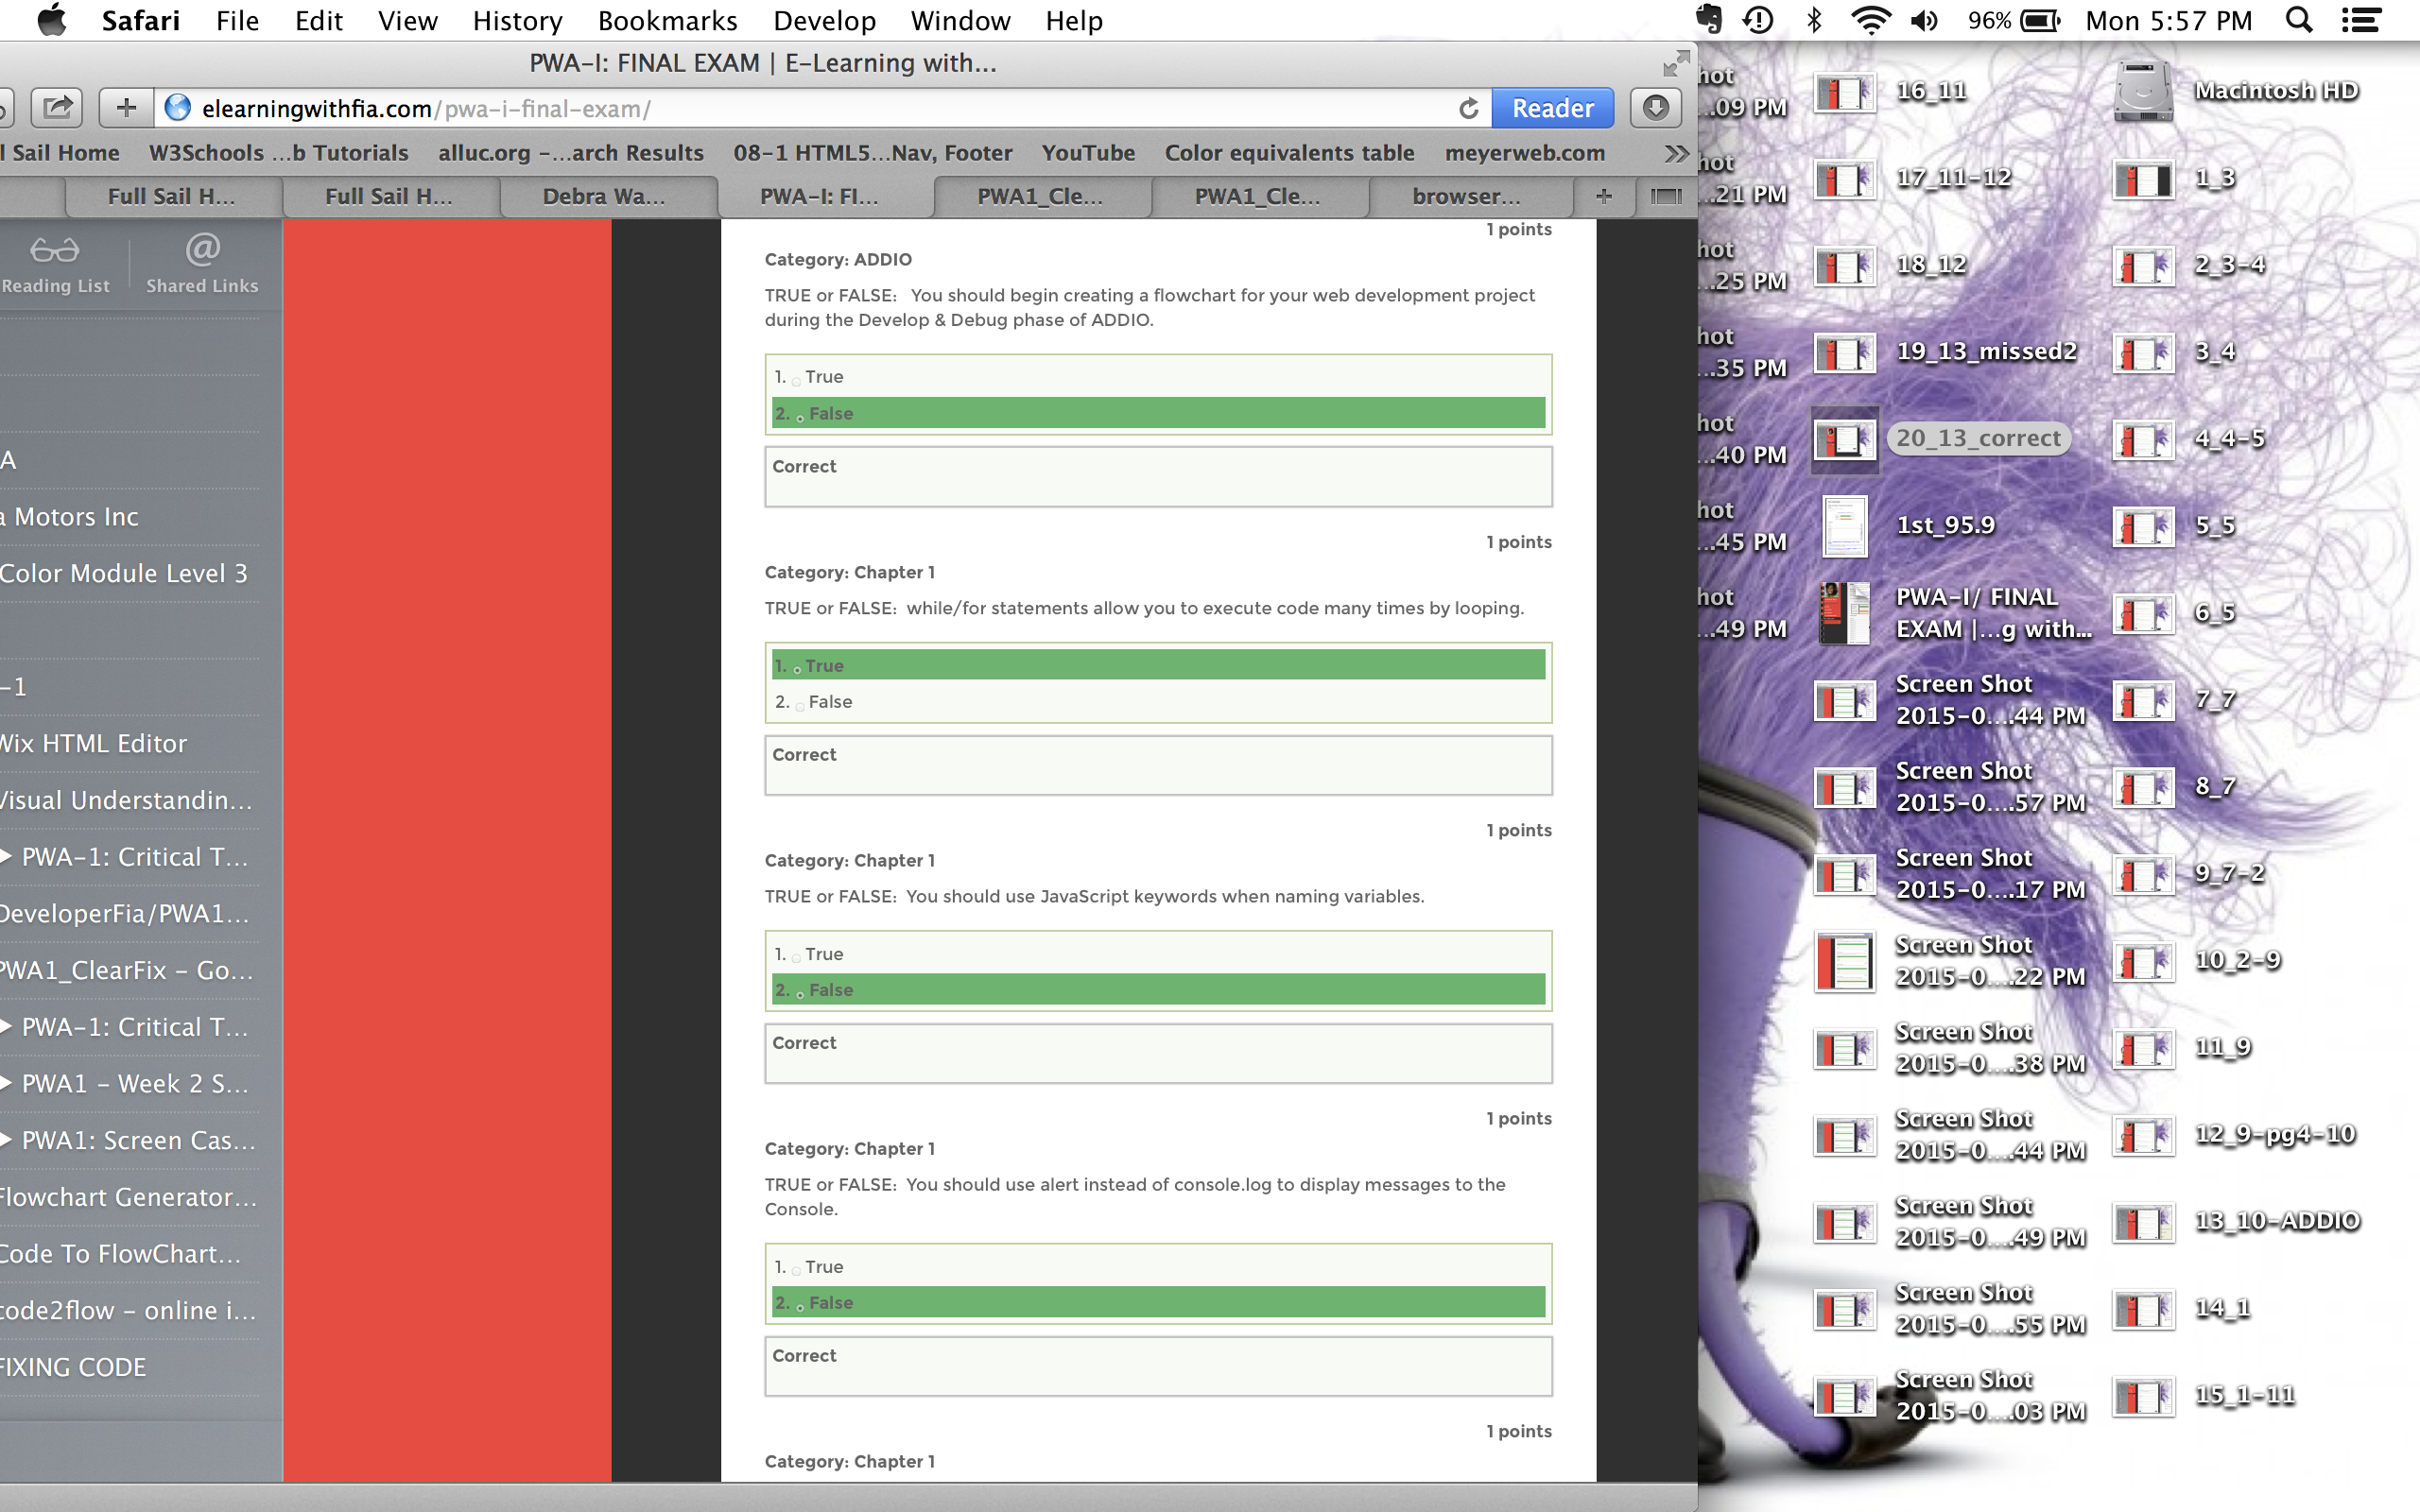 Safari File Edit View History Bookmarks Develop Window Help 96% Mon 5:57 PM
PWA-I: FINAL EXAM | E-Learning with...
elearningwithfia.com/pwa-i-final-exam/ Reader
l Sail Home W3Schools ...b Tutorials alluc.org -...arch Results 08-1 HTML5...Nav, Footer YouTube Color equivalents table meyerweb.com
Full Sail H... Full Sail H... Debra Wa... PWA-I: FI... PWA1_Cle... PWA1_Cle... browser...
Reading List Shared Links
A
a Motors Inc
Color Module Level 3
-1
Wix HTML Editor
Visual Understandin...
PWA-1: Critical T...
DeveloperFia/PWA1...
PWA1_ClearFix - Go...
PWA-1: Critical T...
PWA1 - Week 2 S...
PWA1: Screen Cas...
Flowchart Generator...
Code To FlowChart...
code2flow - online i...
FIXING CODE
1 points
Category: ADDIO
TRUE or FALSE: You should begin creating a flowchart for your web development project
during the Develop & Debug phase of ADDIO.
1. True
2. False
Correct
1 points
Category: Chapter 1
TRUE or FALSE: while/for statements allow you to execute code many times by looping.
1. True
2. False
Correct
1 points
Category: Chapter 1
TRUE or FALSE: You should use JavaScript keywords when naming variables.
1. True
2. False
Correct
1 points
Category: Chapter 1
TRUE or FALSE: You should use alert instead of console.log to display messages to the
Console.
1. True
2. False
Correct
1 points
Category: Chapter 1
hot
...09 PM
hot
...21 PM
hot
...25 PM
hot
...35 PM
hot
...40 PM
hot
...45 PM
hot
...49 PM
16_11
17_11-12
18_12
19_13_missed2
20_13_correct
1st_95.9
PWA-I/ FINAL
EXAM |...g with...
Screen Shot
2015-0....44 PM
Screen Shot
2015-0....57 PM
Screen Shot
2015-0....17 PM
Screen Shot
2015-0....22 PM
Screen Shot
2015-0....38 PM
Screen Shot
2015-0....44 PM
Screen Shot
2015-0....49 PM
Screen Shot
2015-0....55 PM
Screen Shot
2015-0....03 PM
Macintosh HD
1_3
2_3-4
3_4
4_4-5
5_5
6_5
7_7
8_7
9_7-2
10_2-9
11_9
12_9-pg4-10
13_10-ADDIO
14_1
15_1-11